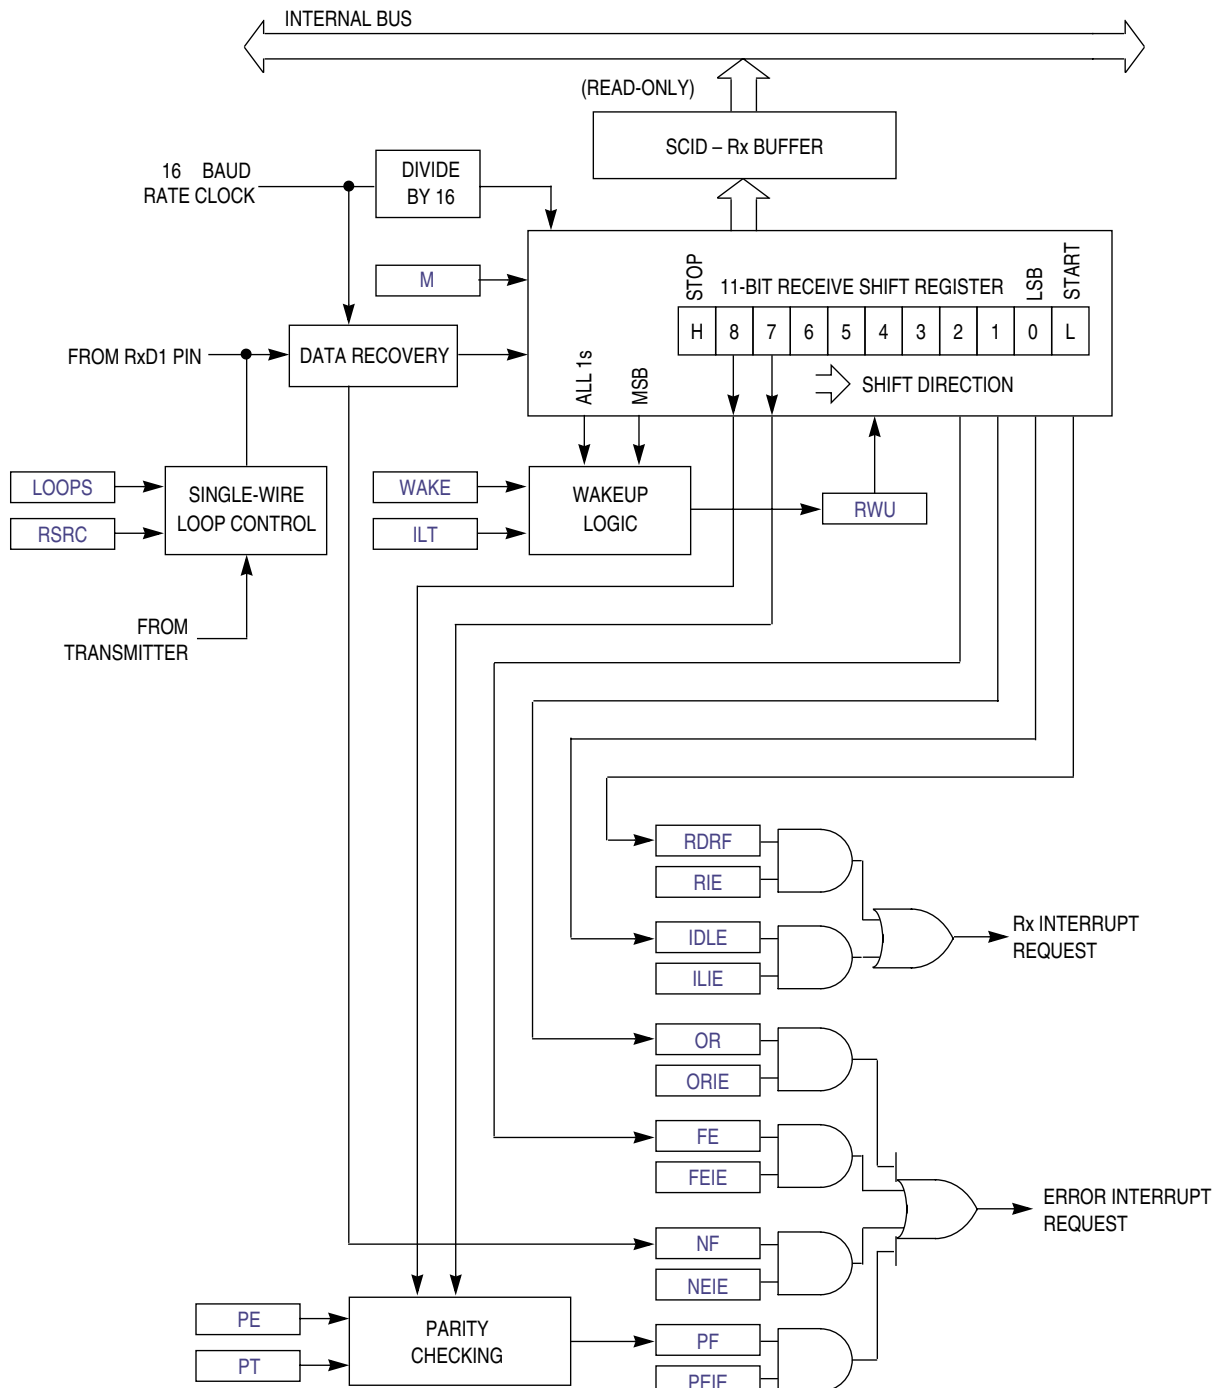 INTERNAL BUS
(READ-ONLY)
SCID – Rx BUFFER
16 BAUD
RATE CLOCK
DIVIDE
BY 16
M
STOP
11-BIT RECEIVE SHIFT REGISTER
LSB
START
H 8 7 6 5 4 3 2 1 0 L
FROM RxD1 PIN
DATA RECOVERY
ALL 1s
MSB
SHIFT DIRECTION
LOOPS
RSRC
SINGLE-WIRE
LOOP CONTROL
WAKE
ILT
WAKEUP
LOGIC
RWU
FROM
TRANSMITTER
RDRF
RIE
Rx INTERRUPT
REQUEST
IDLE
ILIE
OR
ORIE
FE
FEIE
ERROR INTERRUPT
REQUEST
NF
NEIE
PE
PT
PARITY
CHECKING
PF
PEIE